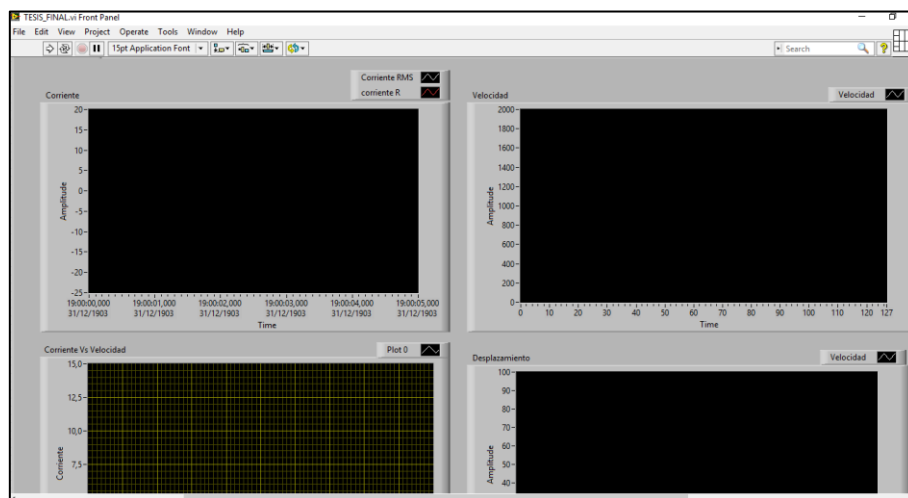 TESIS_FINAL.vi Front Panel
File Edit View Project Operate Tools Window Help
15pt Application Font
Search
Corriente RMS
corriente R
Corriente
20
15
10
5
0
-5
-10
-15
-20
-25
Amplitude
19:00:00,000 19:00:01,000 19:00:02,000 19:00:03,000 19:00:04,000 19:00:05,000
31/12/1903 31/12/1903 31/12/1903 31/12/1903 31/12/1903 31/12/1903
Time
Velocidad
Velocidad
2000
1800
1600
1400
1200
1000
800
600
400
200
0
Amplitude
0 10 20 30 40 50 60 70 80 90 100 110 127
Time
Corriente Vs Velocidad
Plot 0
15,0
12,5
10,0
7,5
Corriente
Desplazamiento
Velocidad
100
90
80
70
60
50
40
Amplitude